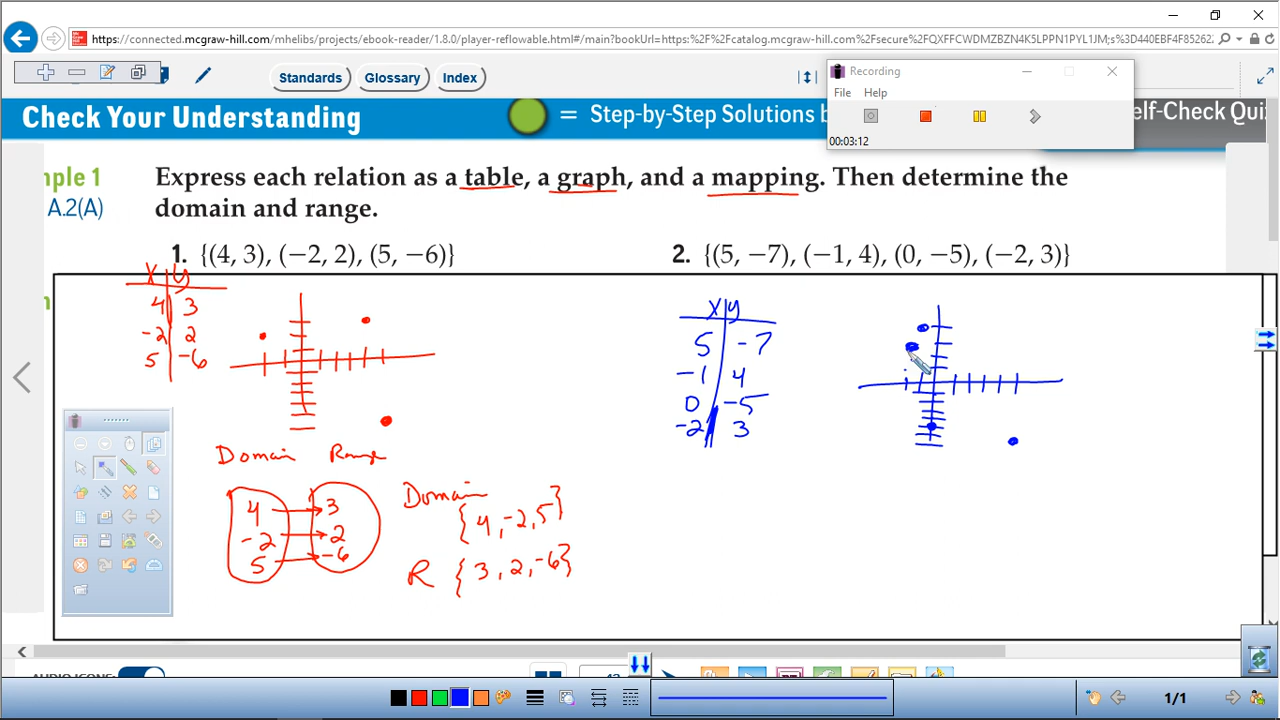 https://connected.mcgraw-hill.com/mhelibs/projects/ebook-reader/1.8.0/player-reflowable.html#/main?bookUrl=https:%2F%2Fcatalog.mcgraw-hill.com%2Fsecure%2FQXFFCWDMZBZN4K5LPPN1PYL1JM;s%3D440EBF4F85262
Standards
Glossary
Index
Recording
File Help
00:03:12
Check Your Understanding
= Step-by-Step Solutions b
elf-Check Quiz
mple 1
A.2(A)
Express each relation as a table, a graph, and a mapping. Then determine the
domain and range.
1. {(4, 3), (−2, 2), (5, −6)}
2. {(5, −7), (−1, 4), (0, −5), (−2, 3)}
x y
4 3
-2 2
5 -6
Domain Range
4 3
-2 2
5 -6
Domain
{4, -2, 5}
R {3, 2, -6}
x y
5 -7
-1 4
0 -5
-2 3
AUDIO ICONS:
1/1